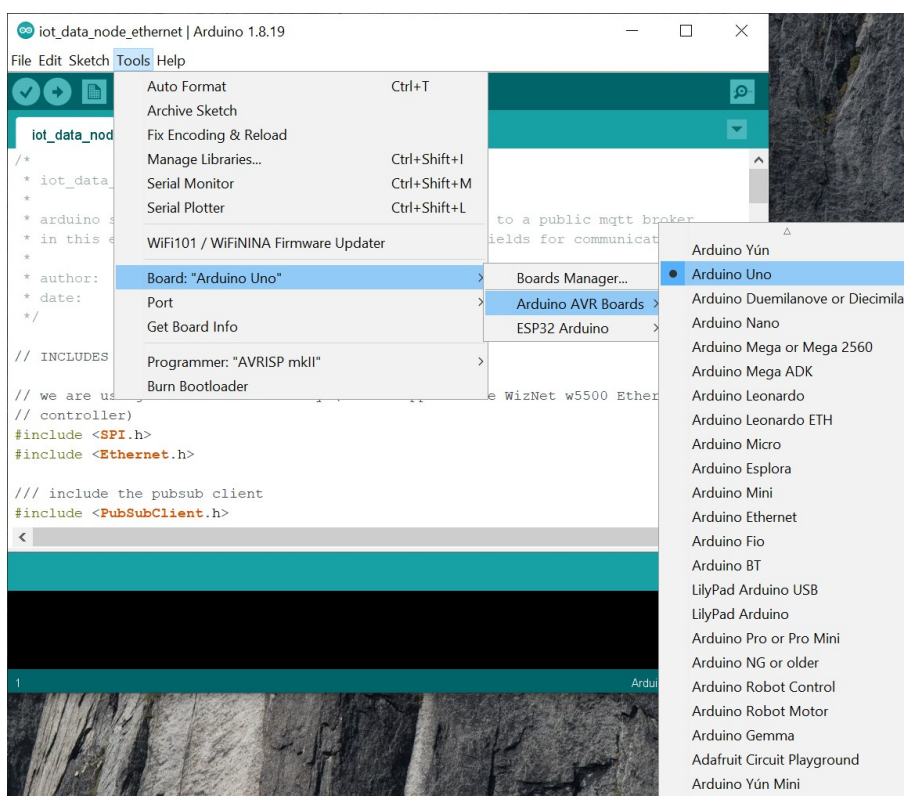 iot_data_node_ethernet | Arduino 1.8.19
File Edit Sketch Tools Help
iot_data_nod
Auto Format Ctrl+T
Archive Sketch
Fix Encoding & Reload
Manage Libraries... Ctrl+Shift+I
Serial Monitor Ctrl+Shift+M
Serial Plotter Ctrl+Shift+L
WiFi101 / WiFiNINA Firmware Updater
Board: "Arduino Uno"
Port
Get Board Info
Programmer: "AVRISP mkII"
Burn Bootloader
Boards Manager...
Arduino AVR Boards
ESP32 Arduino
Arduino Yún
Arduino Uno
Arduino Duemilanove or Diecimila
Arduino Nano
Arduino Mega or Mega 2560
Arduino Mega ADK
Arduino Leonardo
Arduino Leonardo ETH
Arduino Micro
Arduino Esplora
Arduino Mini
Arduino Ethernet
Arduino Fio
Arduino BT
LilyPad Arduino USB
LilyPad Arduino
Arduino Pro or Pro Mini
Arduino NG or older
Arduino Robot Control
Arduino Robot Motor
Arduino Gemma
Adafruit Circuit Playground
Arduino Yún Mini
/*
* iot_data_
*
* arduino s to a public mqtt broker
* in this e ields for communicat
*
* author:
* date:
*/
// INCLUDES
// we are us e WizNet w5500 Ether
// controller)
#include <SPI.h>
#include <Ethernet.h>
/// include the pubsub client
#include <PubSubClient.h>
1 Ardui